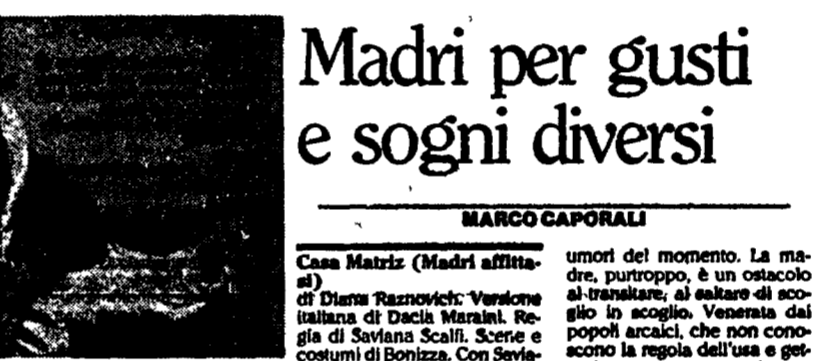 Madri per gusti
e sogni diversi
MARCO CAPORALI
Casa Matriz (Madri affitta-
si)
di Diana Raznovich. Versione
italiana di Dacia Maraini. Re-
gia di Saviana Scalfi. Scene e
costumi di Bonizza. Con Savia-
umori del momento. La ma-
dre, purtroppo, è un ostacolo
al transitare, al saltare di sco-
glio in scoglio. Venerata dai
popoli arcaici, che non cono-
scono la regola dell'usa e get-